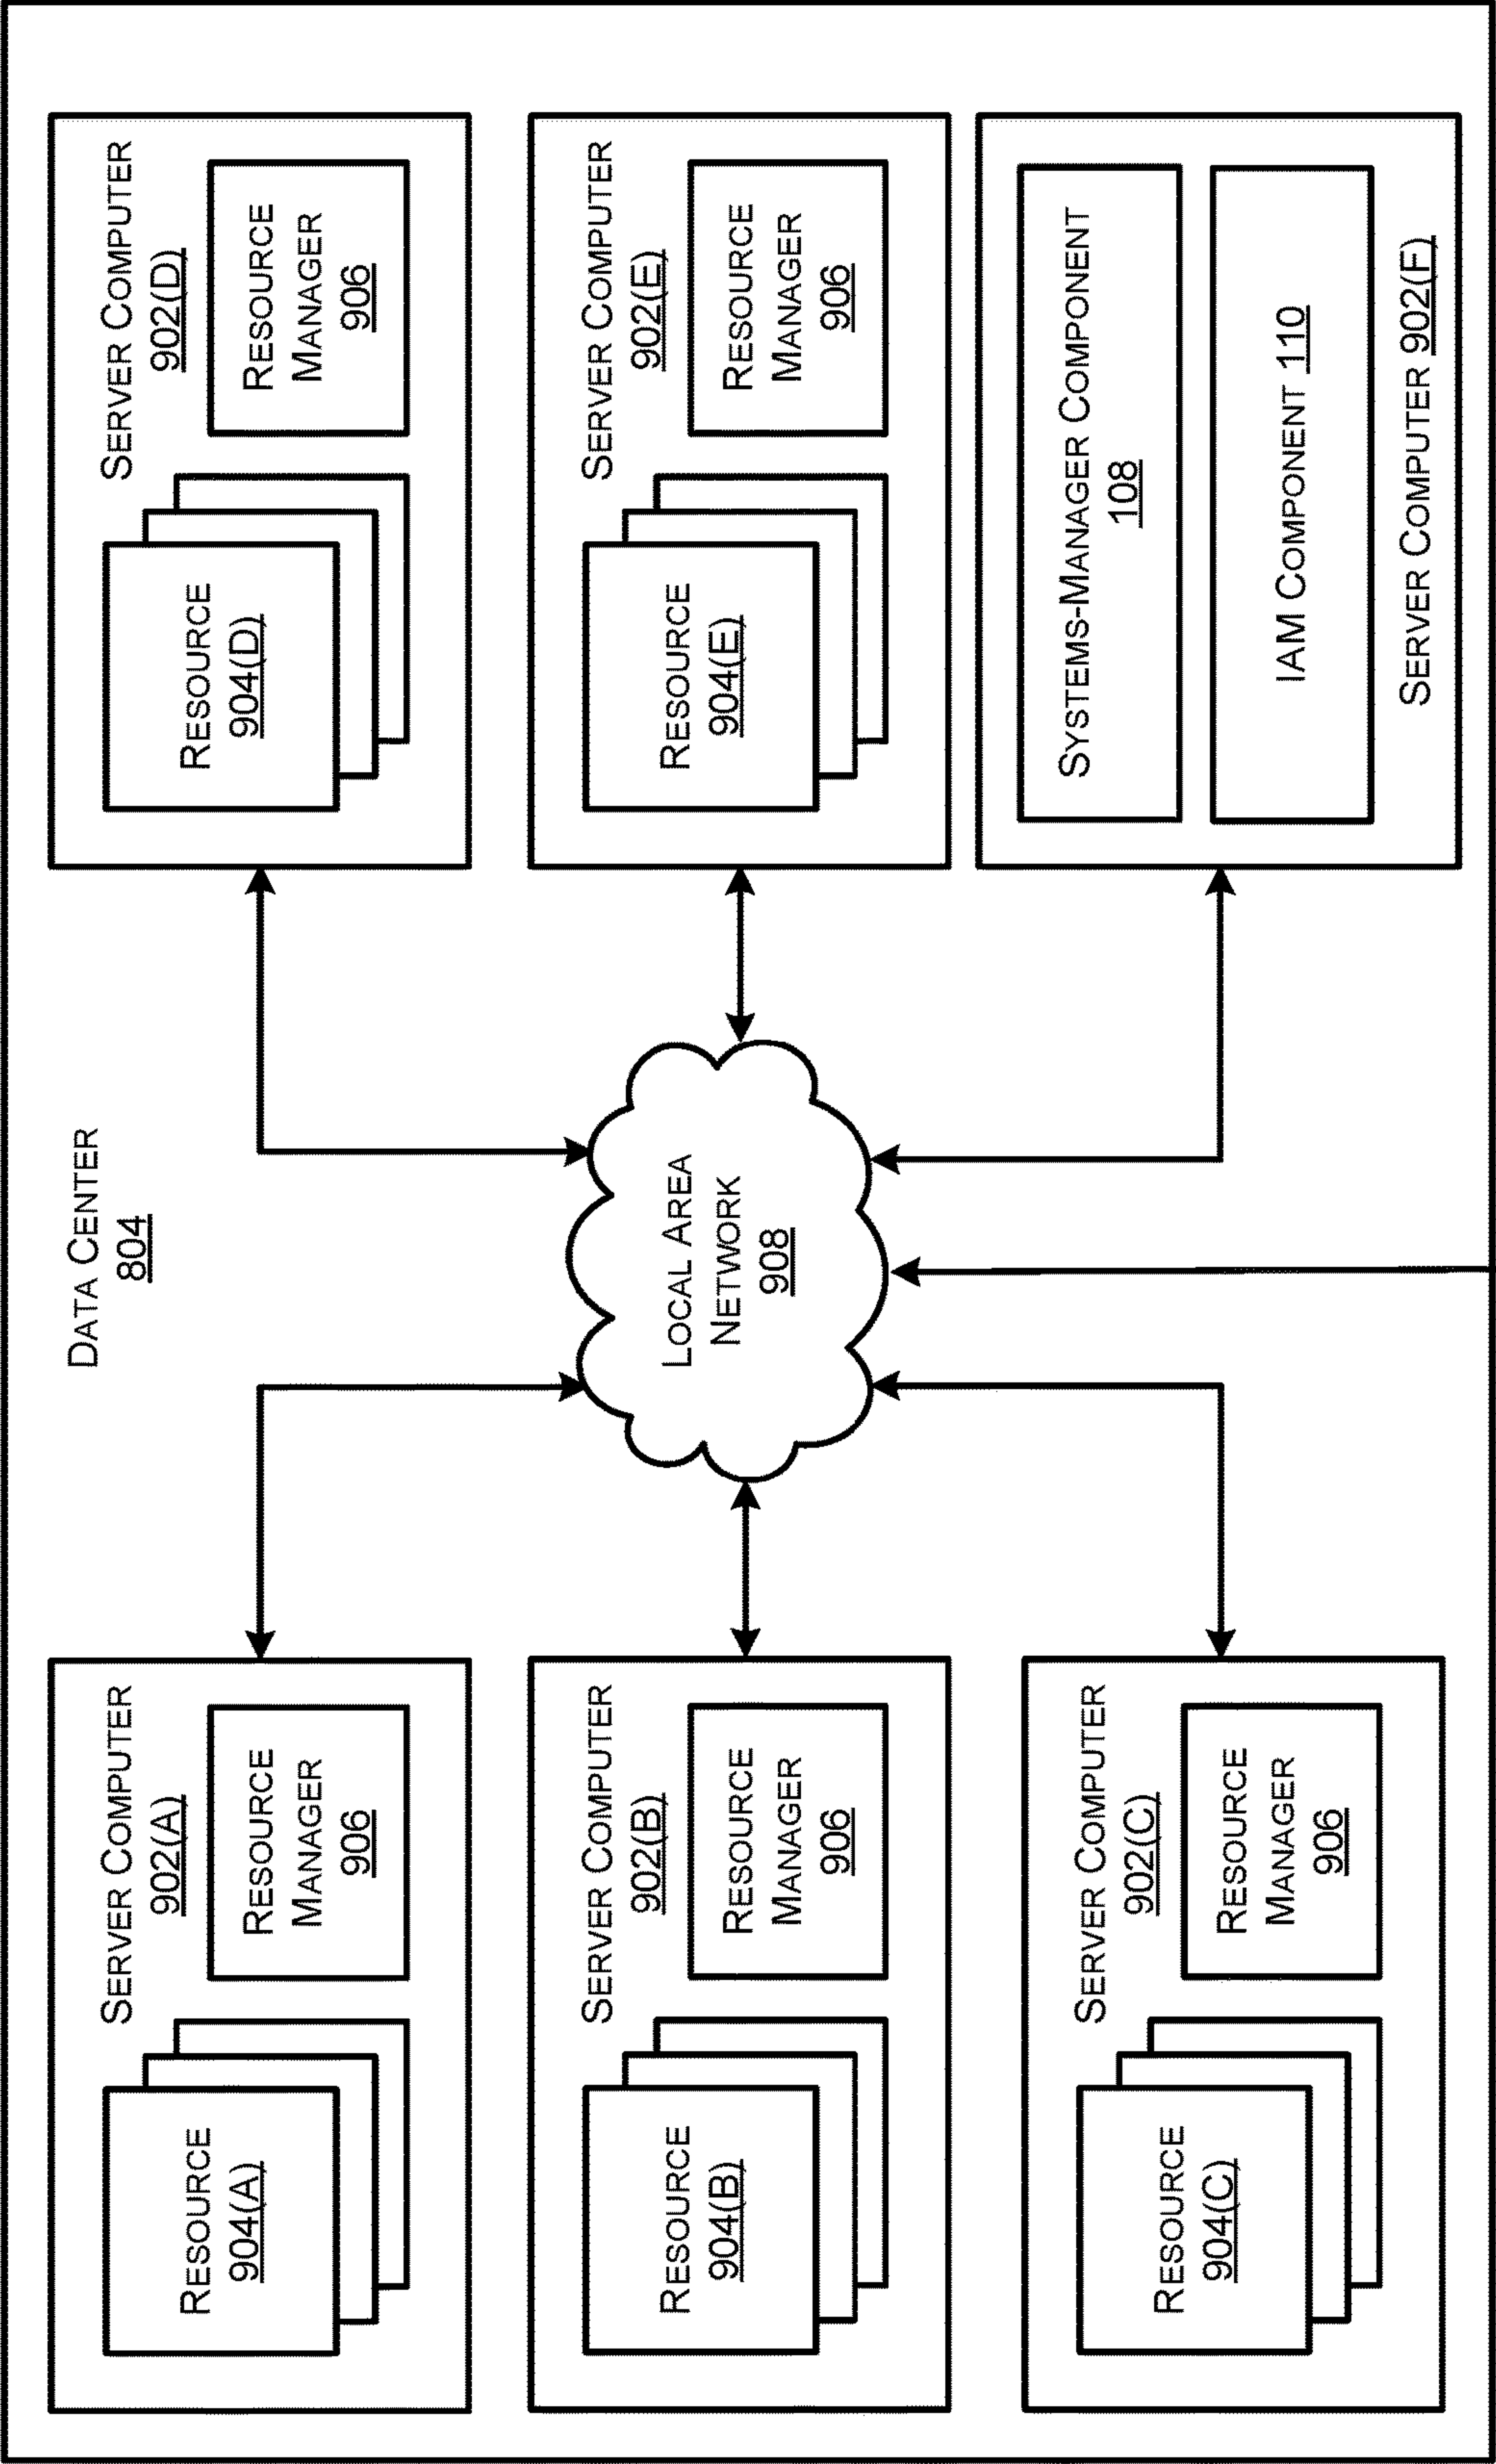 DATA CENTER
804
SERVER COMPUTER
902(A)
RESOURCE
904(A)
RESOURCE
MANAGER
906
SERVER COMPUTER
902(B)
RESOURCE
904(B)
RESOURCE
MANAGER
906
SERVER COMPUTER
902(C)
RESOURCE
904(C)
RESOURCE
MANAGER
906
LOCAL AREA
NETWORK
908
SERVER COMPUTER
902(D)
RESOURCE
904(D)
RESOURCE
MANAGER
906
SERVER COMPUTER
902(E)
RESOURCE
904(E)
RESOURCE
MANAGER
906
SYSTEMS-MANAGER COMPONENT
108
IAM COMPONENT 110
SERVER COMPUTER 902(F)